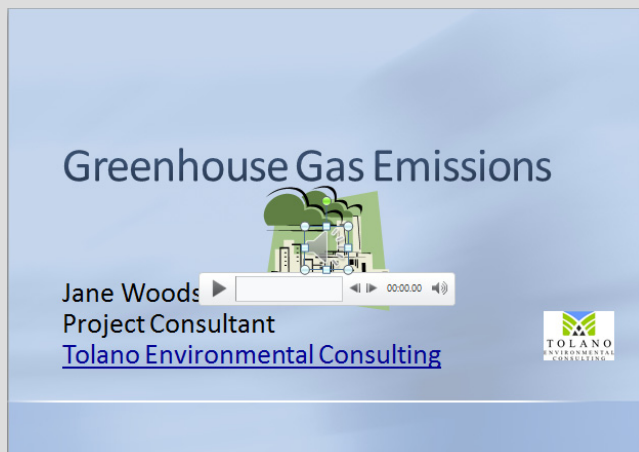 Greenhouse Gas Emissions
Jane Woods
Project Consultant
Tolano Environmental Consulting
00:00.00
TOLANO
ENVIRONMENTAL
CONSULTING